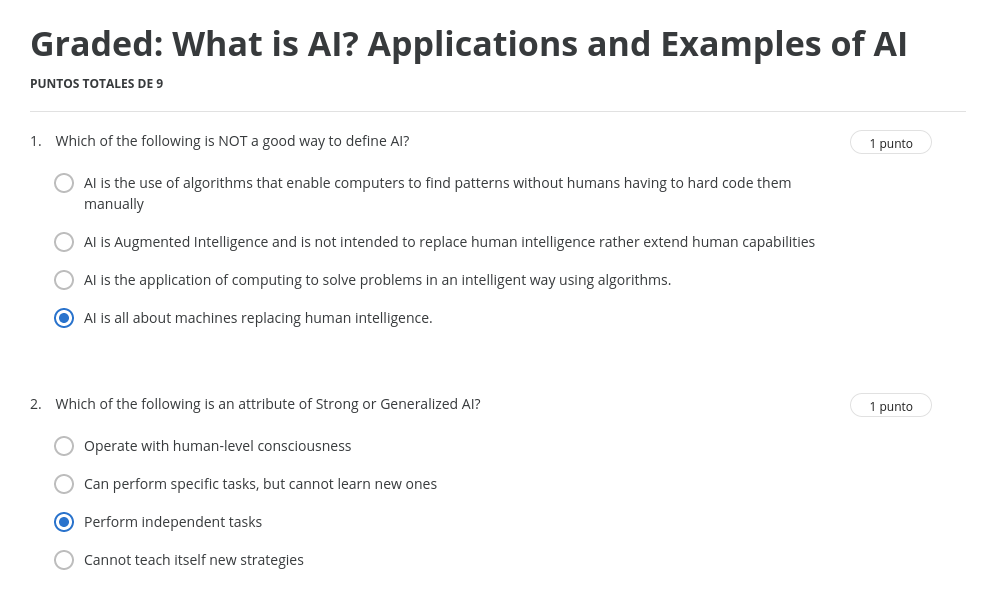 Graded: What is AI? Applications and Examples of AI
PUNTOS TOTALES DE 9
1. Which of the following is NOT a good way to define AI?
1 punto
AI is the use of algorithms that enable computers to find patterns without humans having to hard code them
manually
AI is Augmented Intelligence and is not intended to replace human intelligence rather extend human capabilities
AI is the application of computing to solve problems in an intelligent way using algorithms.
AI is all about machines replacing human intelligence.
2. Which of the following is an attribute of Strong or Generalized AI?
1 punto
Operate with human-level consciousness
Can perform specific tasks, but cannot learn new ones
Perform independent tasks
Cannot teach itself new strategies